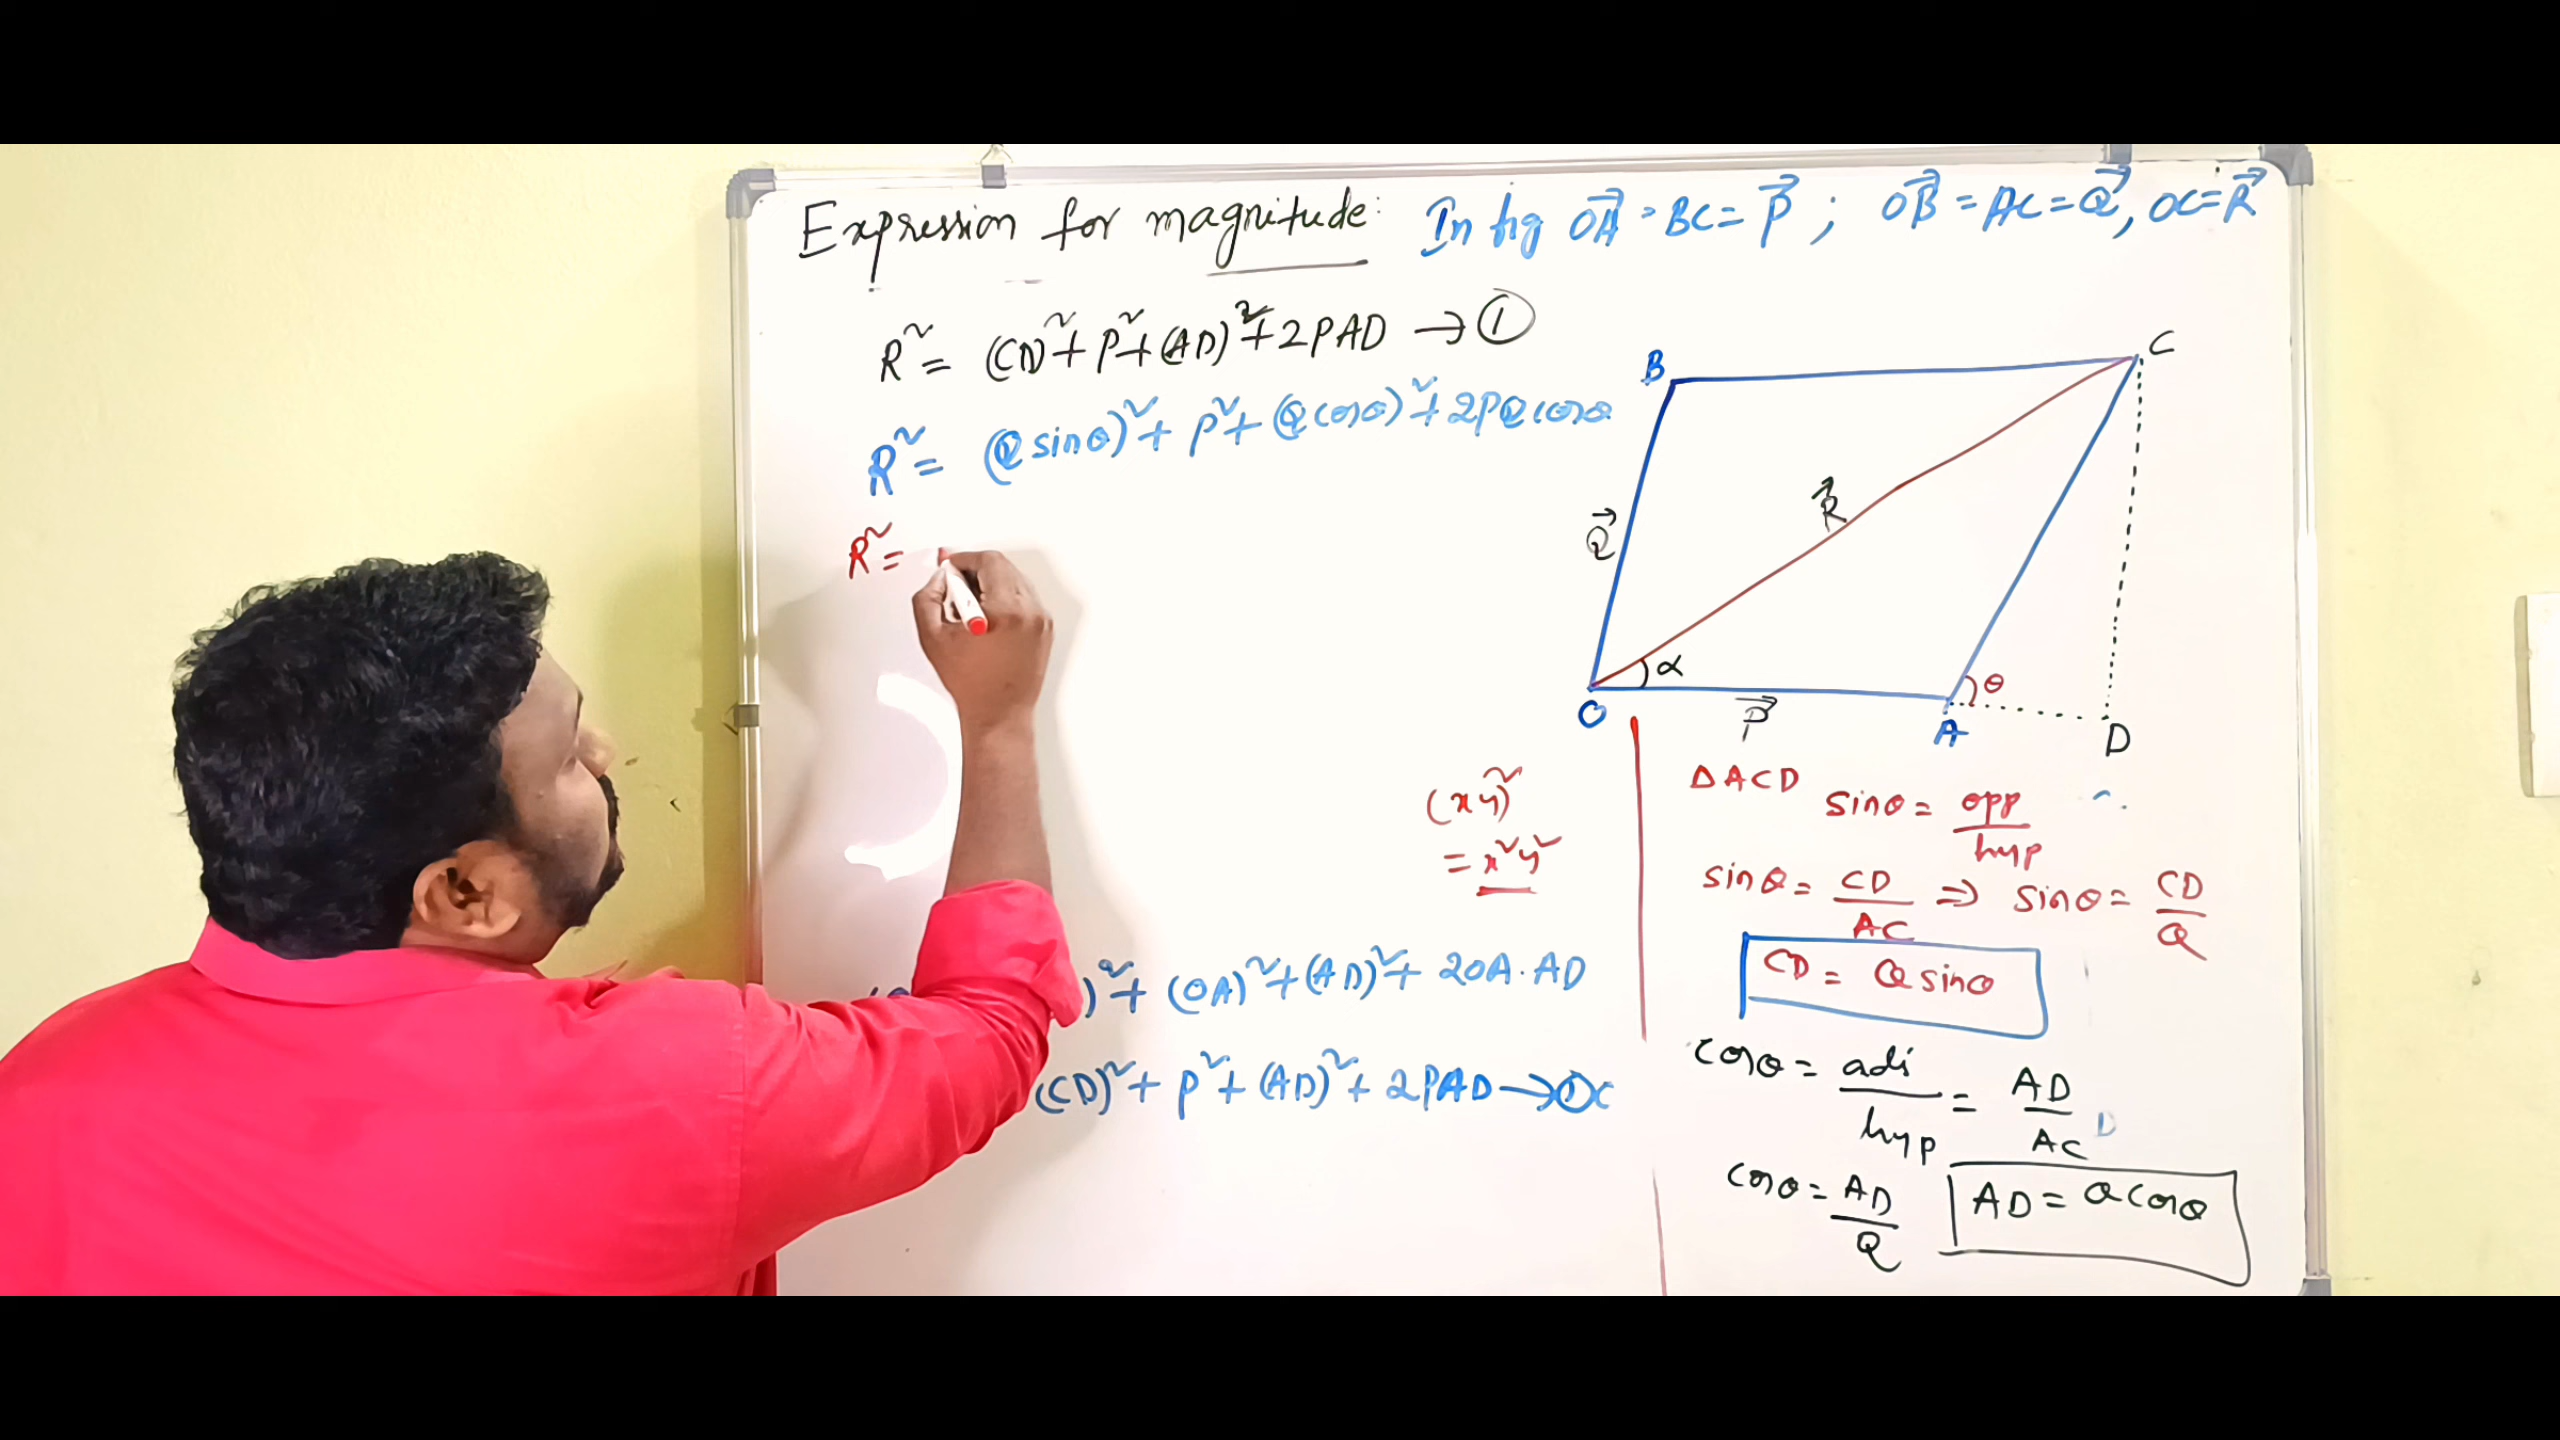 Expression for magnitude: In fig OA⃗ = BC = P⃗ ; OB⃗ = AC = Q⃗, OC = R⃗
R² = (CD)² + P² + (AD)² + 2PAD → ①
R² = (Q sinθ)² + P² + (Q cosθ)² + 2PQ cosθ
R² =
(xy)²
= x²y²
)² + (OA)² + (AD)² + 2OA·AD
(CD)² + P² + (AD)² + 2PAD → ①
B
C
Q⃗
R⃗
α
θ
O
P⃗
A
D
Δ ACD
sinθ = opp/hyp
sinθ = CD/AC ⇒ sinθ = CD/Q
CD = Q sinθ
cosθ = adj/hyp = AD/AC
cosθ = AD/Q
AD = Q cosθ